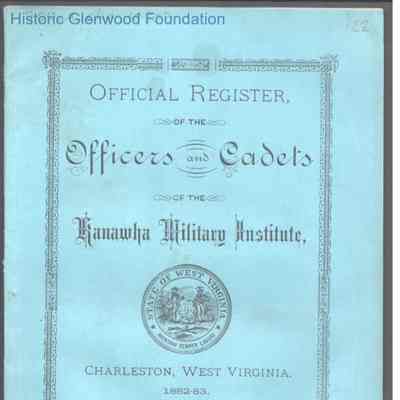 Historic Glenwood Foundation
22
OFFICIAL REGISTER,
OF THE
Officers and Cadets
OF THE
Kanawha Military Institute,
STATE OF WEST VIRGINIA
MONTANI SEMPER LIBERI
CHARLESTON, WEST VIRGINIA.
1882-83.